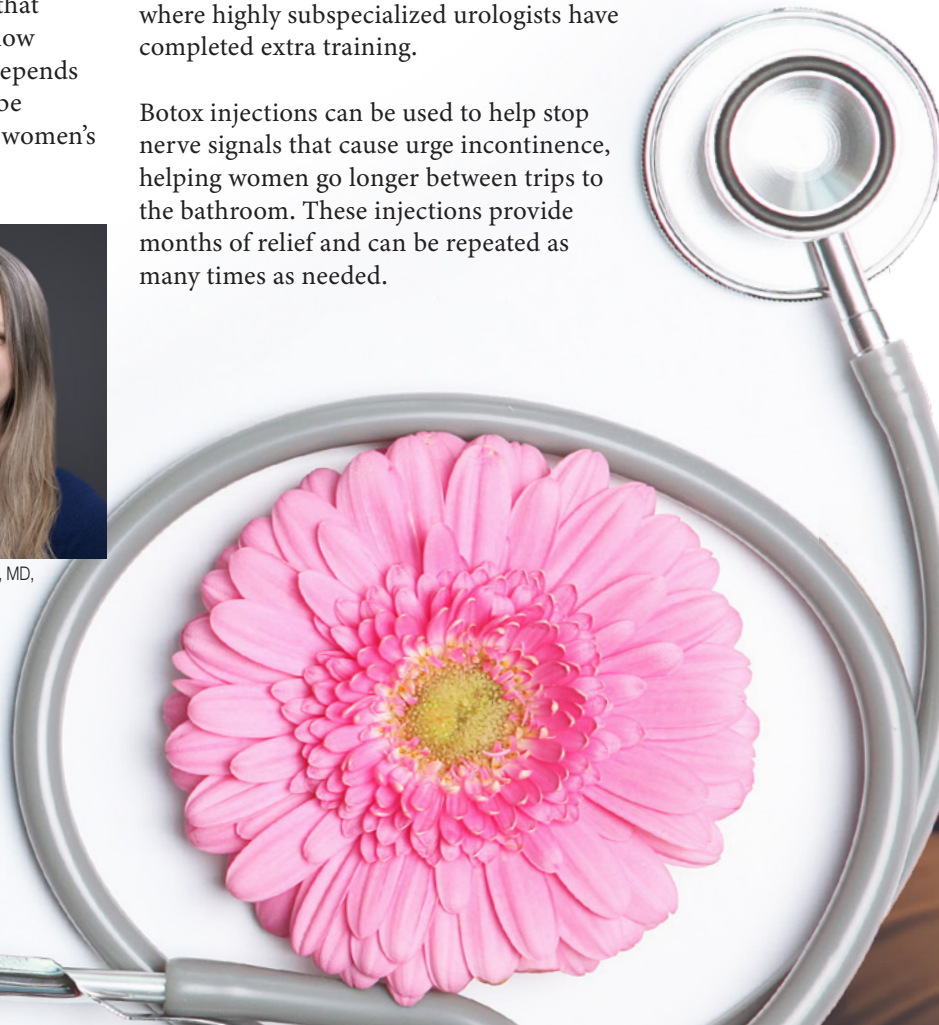 that
ow
epends
be
women's
, MD,
where highly subspecialized urologists have
completed extra training.
Botox injections can be used to help stop
nerve signals that cause urge incontinence,
helping women go longer between trips to
the bathroom. These injections provide
months of relief and can be repeated as
many times as needed.